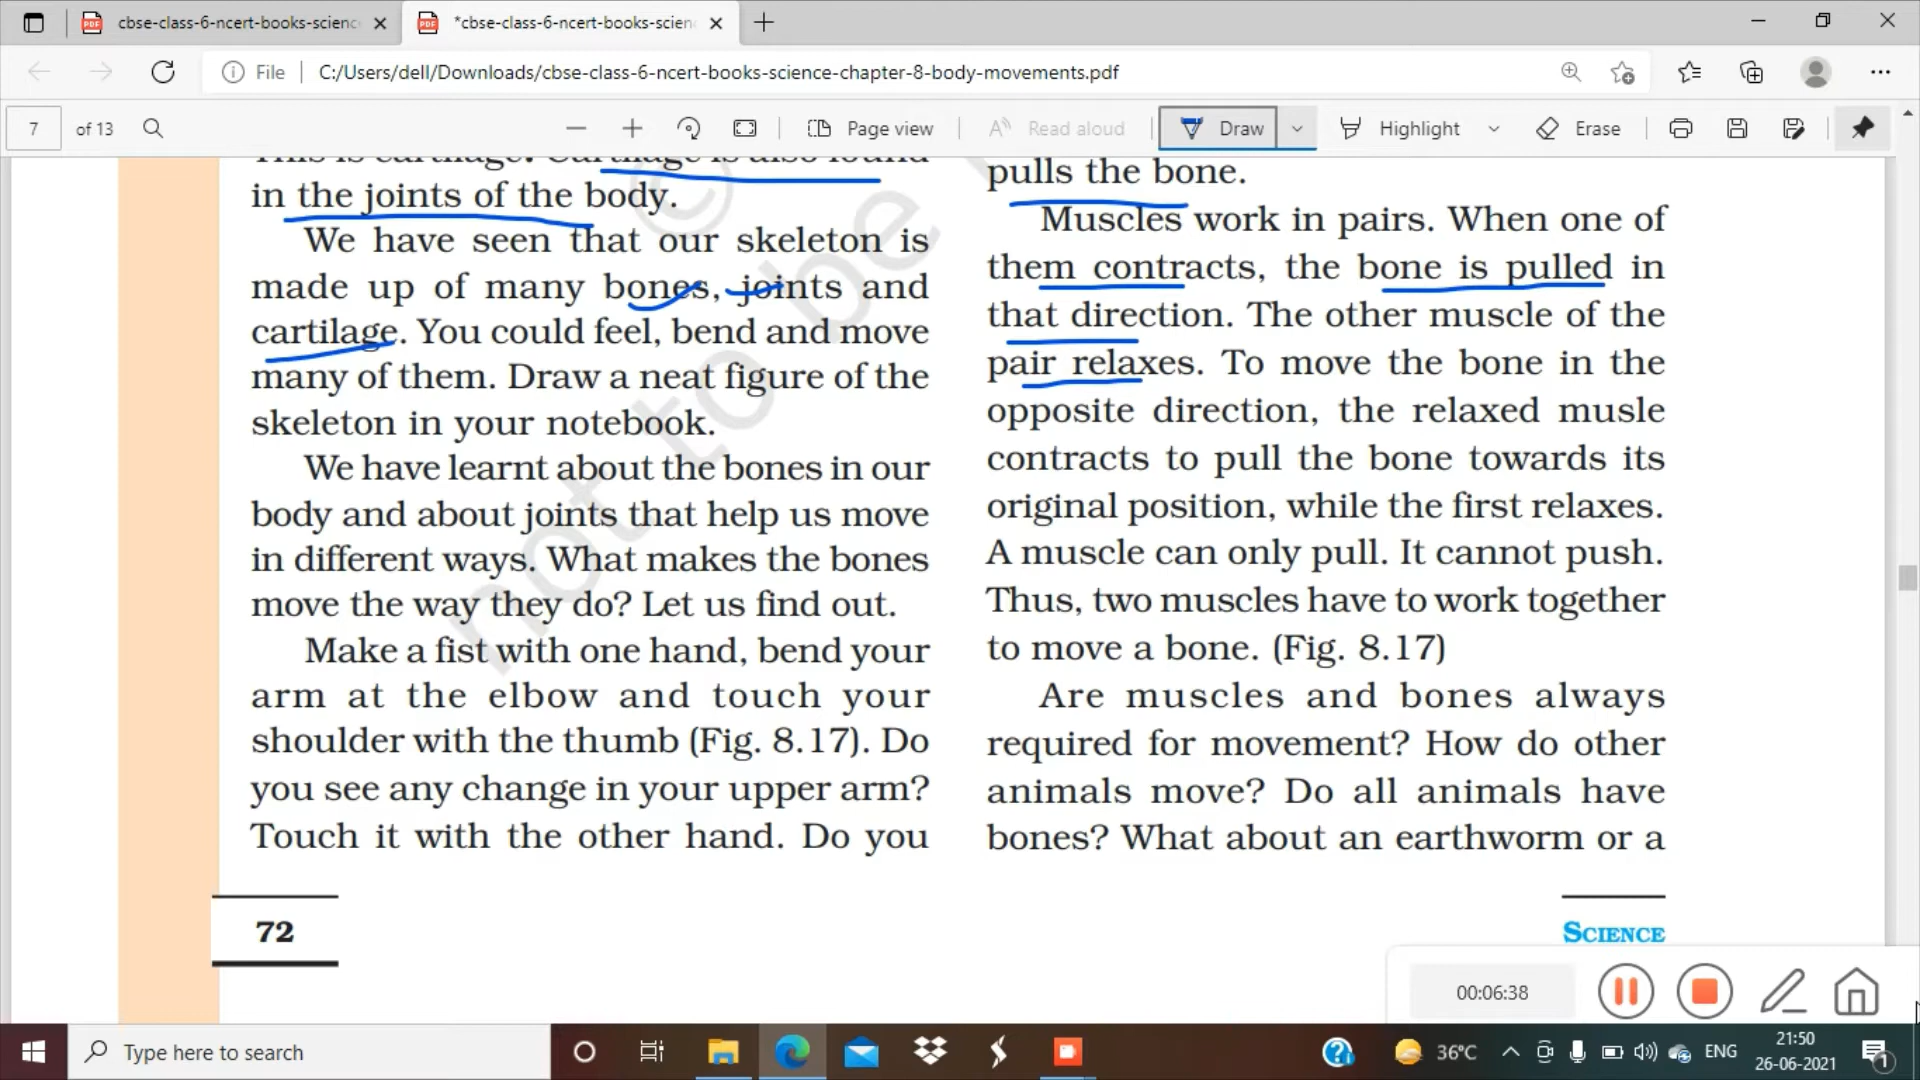 cbse-class-6-ncert-books-science
*cbse-class-6-ncert-books-scien
File
C:/Users/dell/Downloads/cbse-class-6-ncert-books-science-chapter-8-body-movements.pdf
7 of 13
Page view
Read aloud
Draw
Highlight
Erase
This is cartilage. Cartilage is also found
in the joints of the body.
We have seen that our skeleton is
made up of many bones, joints and
cartilage. You could feel, bend and move
many of them. Draw a neat figure of the
skeleton in your notebook.
We have learnt about the bones in our
body and about joints that help us move
in different ways. What makes the bones
move the way they do? Let us find out.
Make a fist with one hand, bend your
arm at the elbow and touch your
shoulder with the thumb (Fig. 8.17). Do
you see any change in your upper arm?
Touch it with the other hand. Do you
72
pulls the bone.
Muscles work in pairs. When one of
them contracts, the bone is pulled in
that direction. The other muscle of the
pair relaxes. To move the bone in the
opposite direction, the relaxed musle
contracts to pull the bone towards its
original position, while the first relaxes.
A muscle can only pull. It cannot push.
Thus, two muscles have to work together
to move a bone. (Fig. 8.17)
Are muscles and bones always
required for movement? How do other
animals move? Do all animals have
bones? What about an earthworm or a
SCIENCE
©
not to be
00:06:38
Type here to search
36°C
ENG
21:50
26-06-2021
1